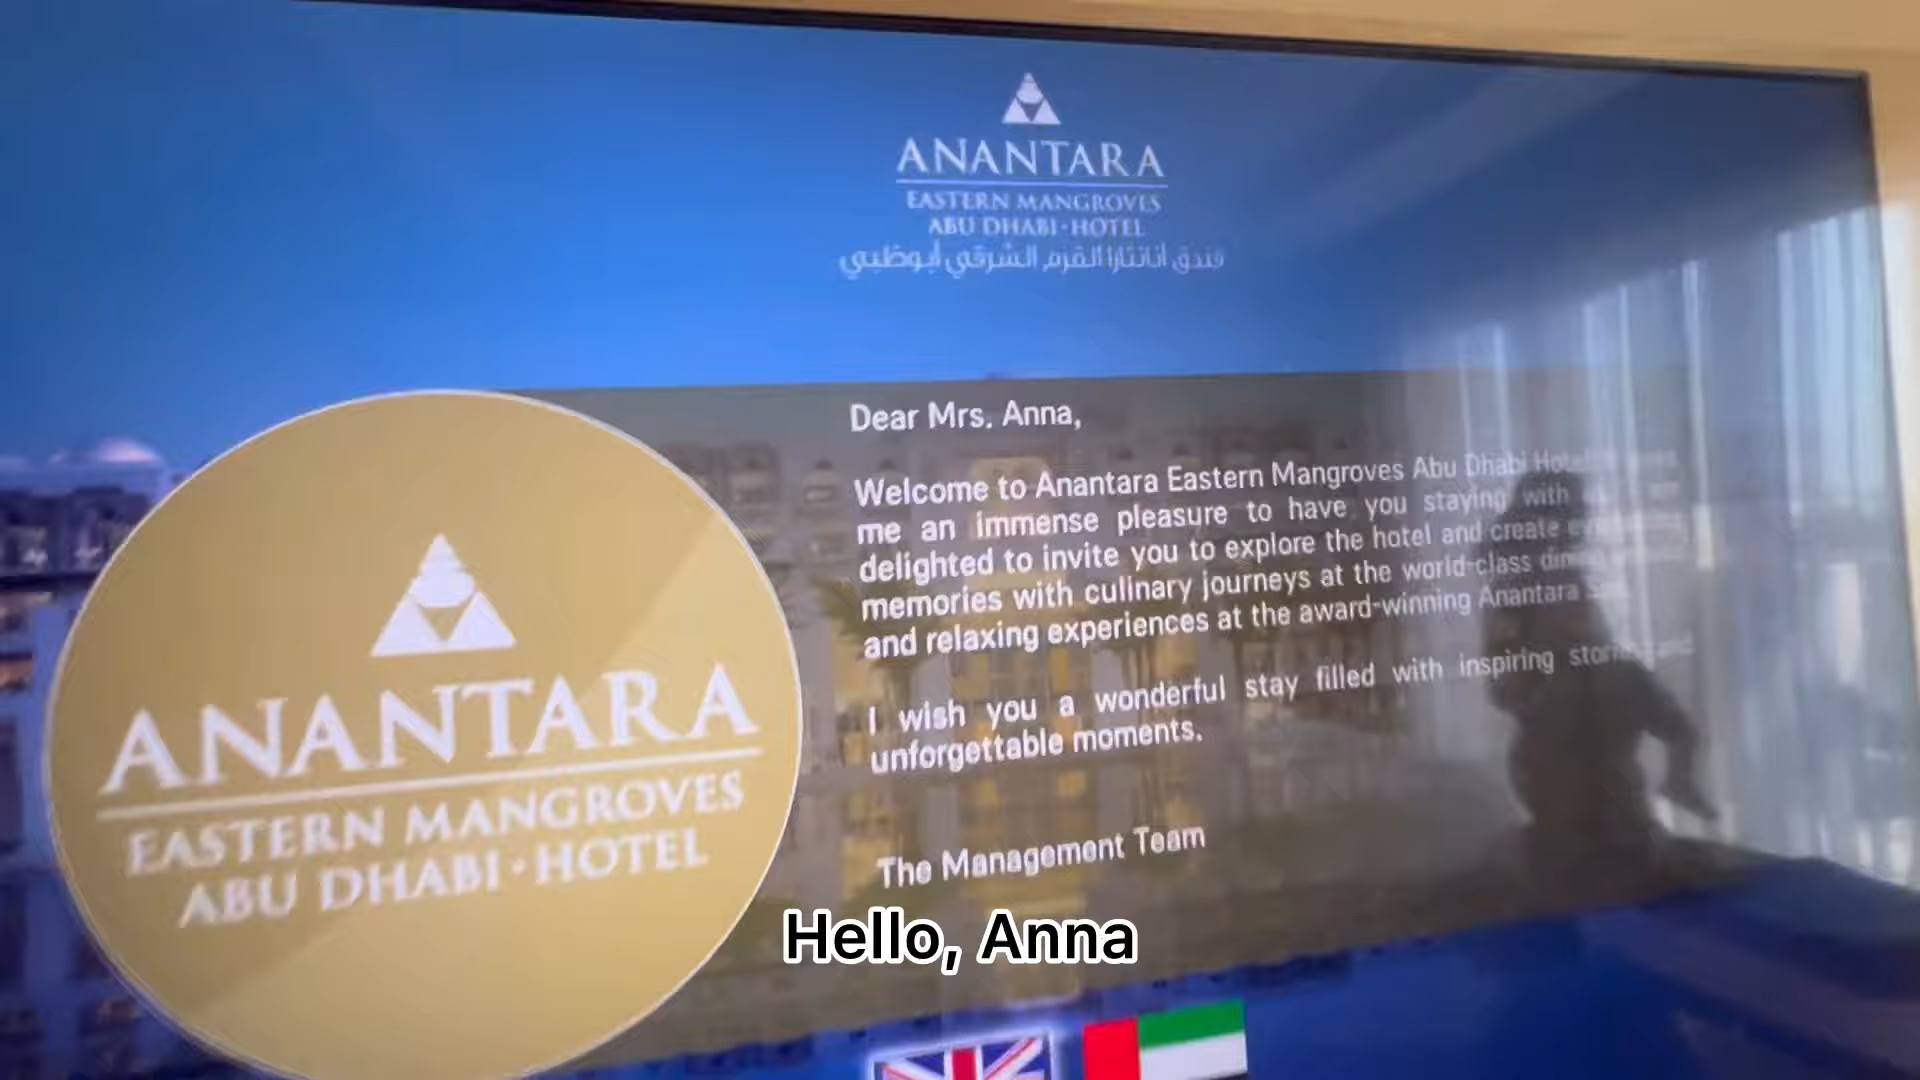 ANANTARA
EASTERN MANGROVES
ABU DHABI · HOTEL
فندق أنانتارا القرم الشرقي أبوظبي
Dear Mrs. Anna,
Welcome to Anantara Eastern Mangroves Abu Dhabi Hotel
me an immense pleasure to have you staying with
delighted to invite you to explore the hotel and create
memories with culinary journeys at the world-class
and relaxing experiences at the award-winning Anantara
I wish you a wonderful stay filled with inspiring
unforgettable moments.
The Management Team
ANANTARA
EASTERN MANGROVES
ABU DHABI · HOTEL
Hello, Anna